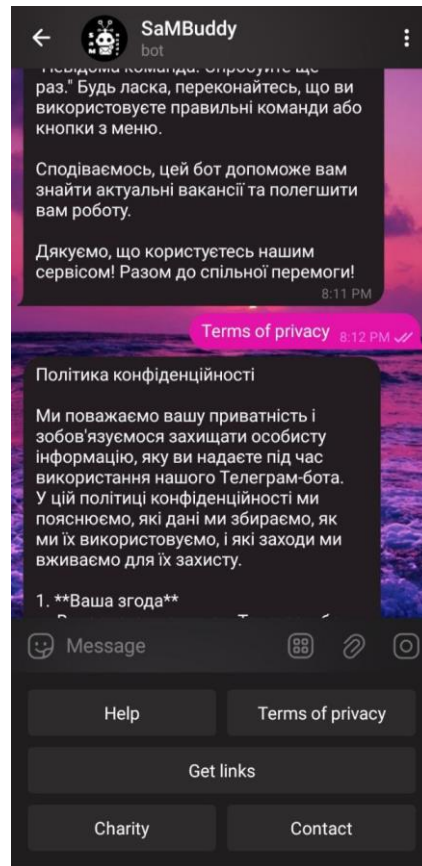 SaMBuddy
bot
"Невідома команда. Спробуйте ще
раз." Будь ласка, переконайтесь, що ви
використовуєте правильні команди або
кнопки з меню.
Сподіваємось, цей бот допоможе вам
знайти актуальні вакансії та полегшити
вам роботу.
Дякуємо, що користуєтесь нашим
сервісом! Разом до спільної перемоги!
8:11 PM
Terms of privacy 8:12 PM
Політика конфіденційності
Ми поважаємо вашу приватність і
зобов'язуємося захищати особисту
інформацію, яку ви надаєте під час
використання нашого Телеграм-бота.
У цій політиці конфіденційності ми
пояснюємо, які дані ми збираємо, як
ми їх використовуємо, і які заходи ми
вживаємо для їх захисту.
1. **Ваша згода**
Message
Help
Terms of privacy
Get links
Charity
Contact